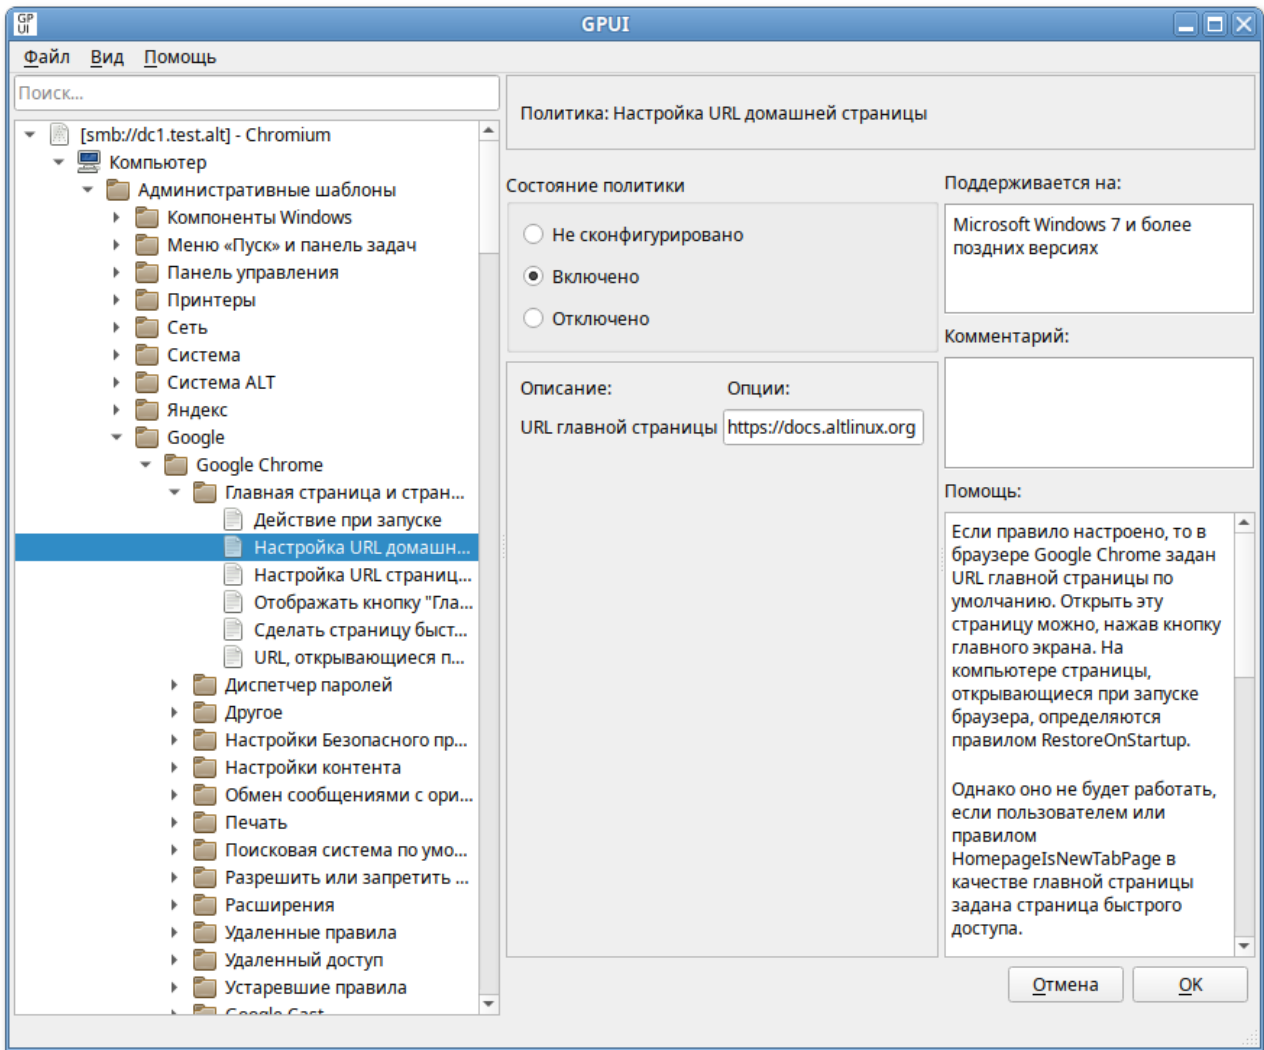 GP
UI
GPUI
Файл Вид Помощь
Поиск...
[smb://dc1.test.alt] - Chromium
Компьютер
Административные шаблоны
Компоненты Windows
Меню «Пуск» и панель задач
Панель управления
Принтеры
Сеть
Система
Система ALT
Яндекс
Google
Google Chrome
Главная страница и стран...
Действие при запуске
Настройка URL домашн...
Настройка URL страниц...
Отображать кнопку "Гла...
Сделать страницу быст...
URL, открывающиеся п...
Диспетчер паролей
Другое
Настройки Безопасного пр...
Настройки контента
Обмен сообщениями с ори...
Печать
Поисковая система по умо...
Разрешить или запретить ...
Расширения
Удаленные правила
Удаленный доступ
Устаревшие правила
Google Cast
Политика: Настройка URL домашней страницы
Состояние политики
Не сконфигурировано
Включено
Отключено
Описание: Опции:
URL главной страницы https://docs.altlinux.org
Поддерживается на:
Microsoft Windows 7 и более
поздних версиях
Комментарий:
Помощь:
Если правило настроено, то в
браузере Google Chrome задан
URL главной страницы по
умолчанию. Открыть эту
страницу можно, нажав кнопку
главного экрана. На
компьютере страницы,
открывающиеся при запуске
браузера, определяются
правилом RestoreOnStartup.
Однако оно не будет работать,
если пользователем или
правилом
HomepageIsNewTabPage в
качестве главной страницы
задана страница быстрого
доступа.
Отмена OK